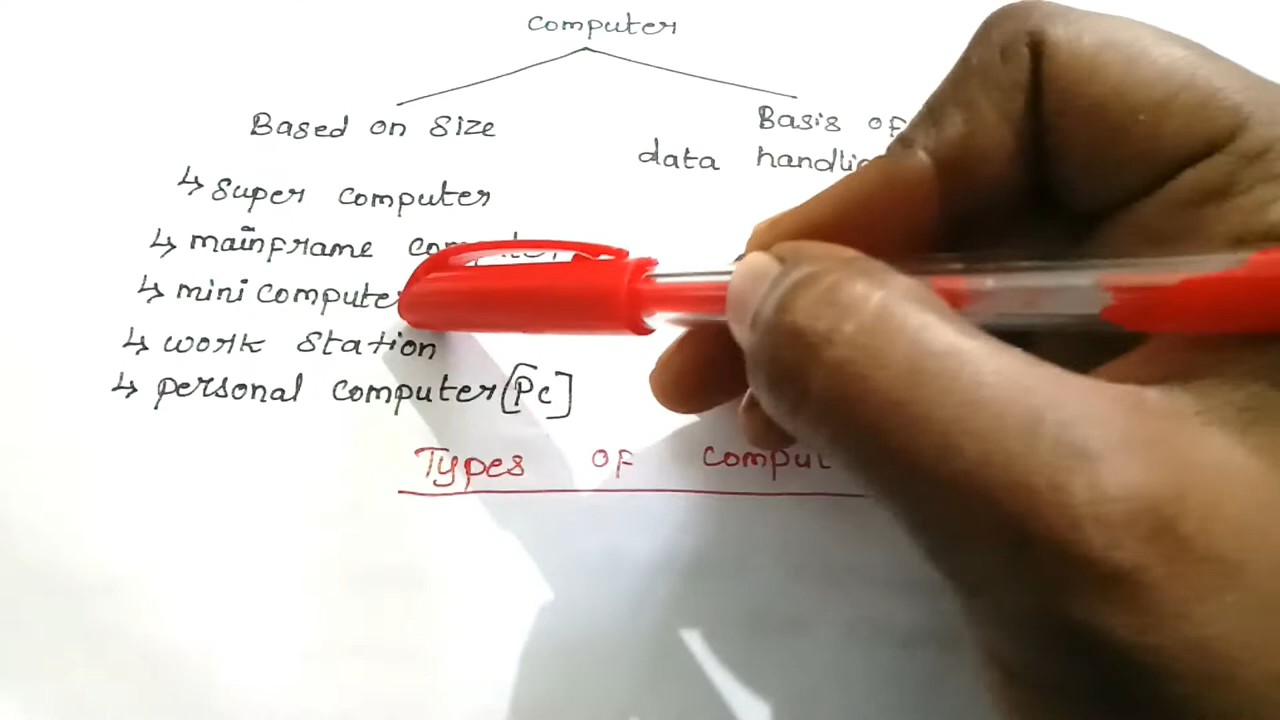 computer
Based on Size
Basis of
data
↳ Super computer
↳ mainframe
↳ mini
↳ work Station
↳ personal computer [Pc]
Types of